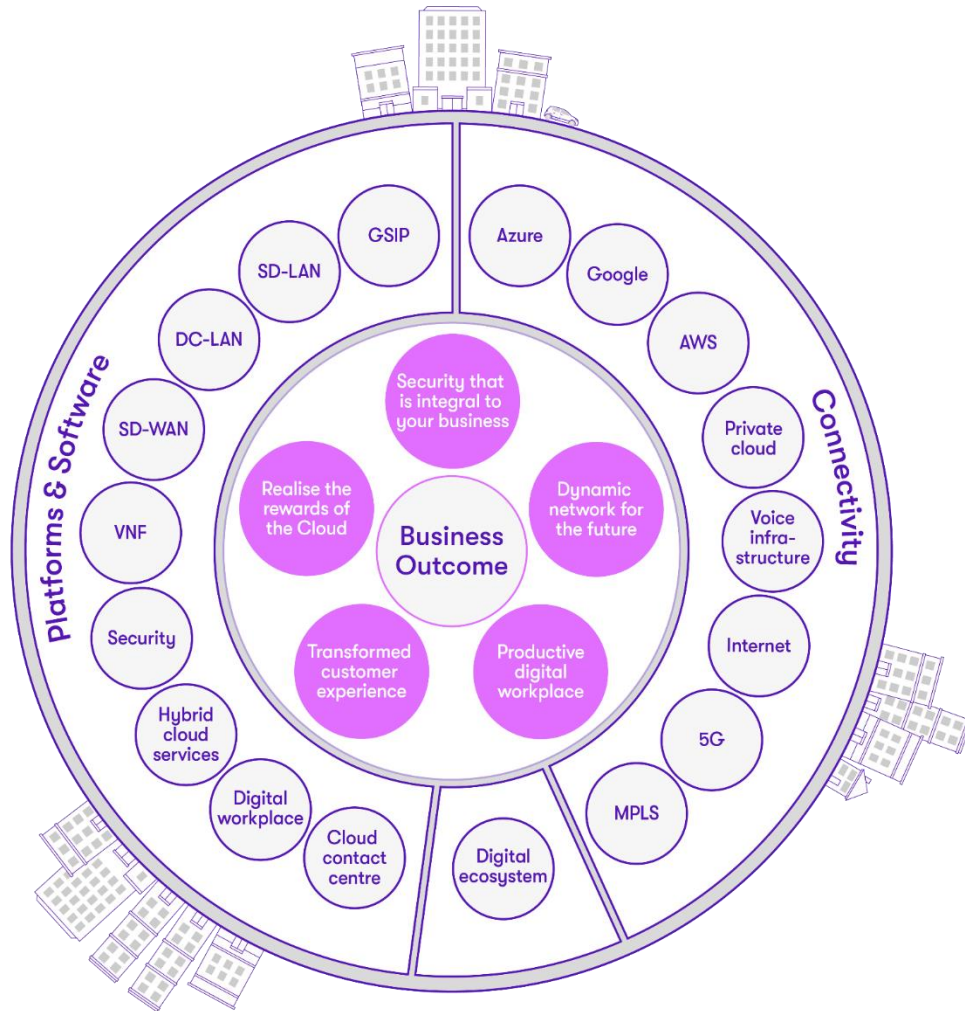 Platforms & Software
GSIP
SD-LAN
DC-LAN
SD-WAN
VNF
Security
Hybrid
cloud
services
Digital
workplace
Cloud
contact
centre
Connectivity
Azure
Google
AWS
Private
cloud
Voice
infra-
structure
Internet
5G
MPLS
Digital
ecosystem
Business
Outcome
Security that
is integral to
your business
Dynamic
network for
the future
Productive
digital
workplace
Transformed
customer
experience
Realise the
rewards of
the Cloud